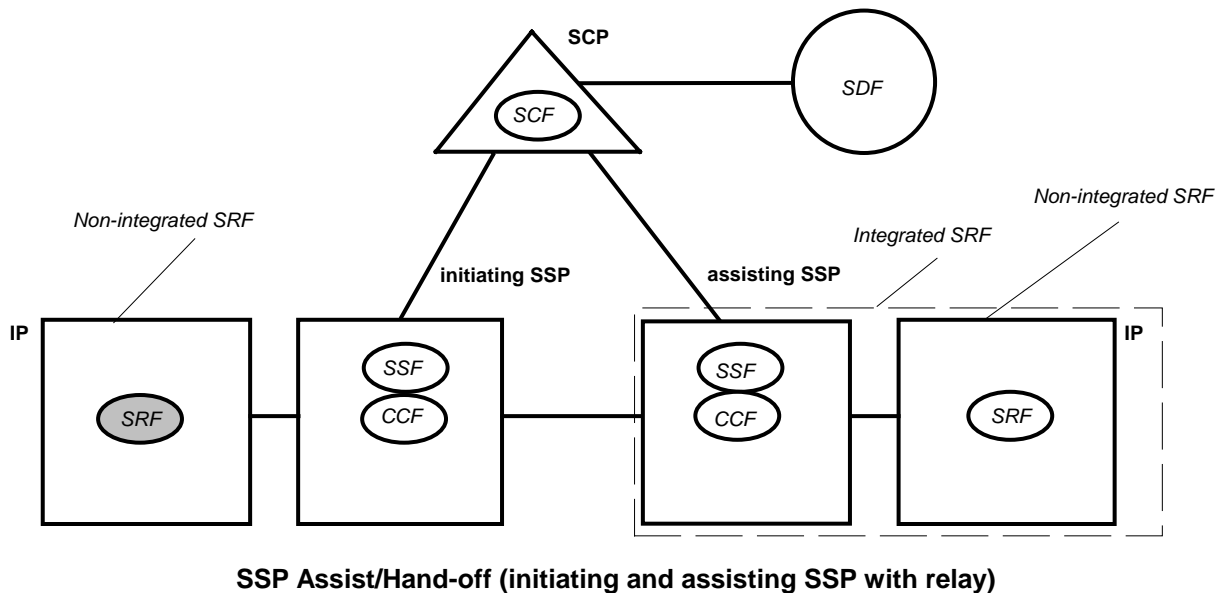 SCP
SDF
SCF
Non-integrated SRF
Non-integrated SRF
Integrated SRF
initiating SSP
assisting SSP
IP
IP
SSF
SSF
SRF
CCF
CCF
SRF
SSP Assist/Hand-off (initiating and assisting SSP with relay)